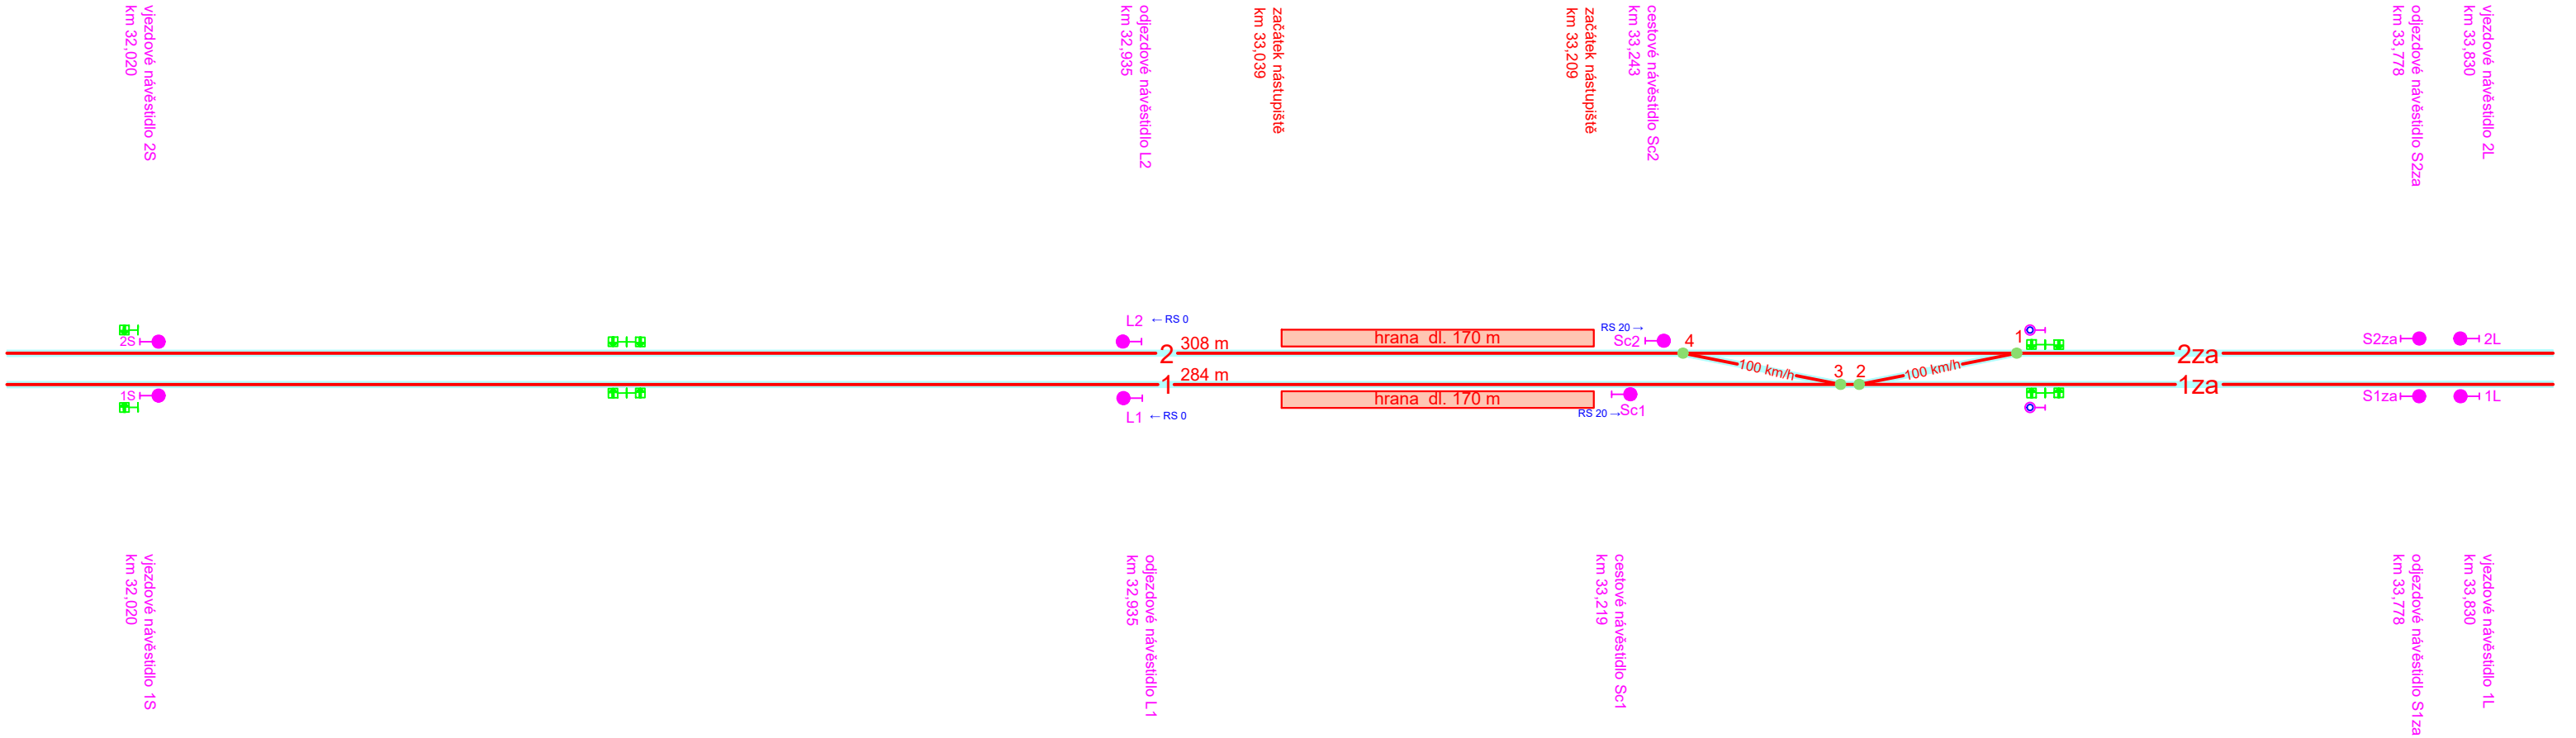 vjezdové návěstidlo 2S
km 32,020
odjezdové návěstidlo L2
km 32,935
začátek nástupiště
km 33,039
začátek nástupiště
km 33,209
cestové návěstidlo Sc2
km 33,243
odjezdové návěstidlo S2za
km 33,778
vjezdové návěstidlo 2L
km 33,830
2S
L2
←RS 0
2
308 m
hrana dl. 170 m
RS 20→
Sc2
4
1
S2za
2L
2za
100 km/h
100 km/h
3
2
1S
L1
←RS 0
1
284 m
hrana dl. 170 m
RS 20→
Sc1
1za
S1za
1L
vjezdové návěstidlo 1S
km 32,020
odjezdové návěstidlo L1
km 32,935
cestové návěstidlo Sc1
km 33,219
odjezdové návěstidlo S1za
km 33,778
vjezdové návěstidlo 1L
km 33,830